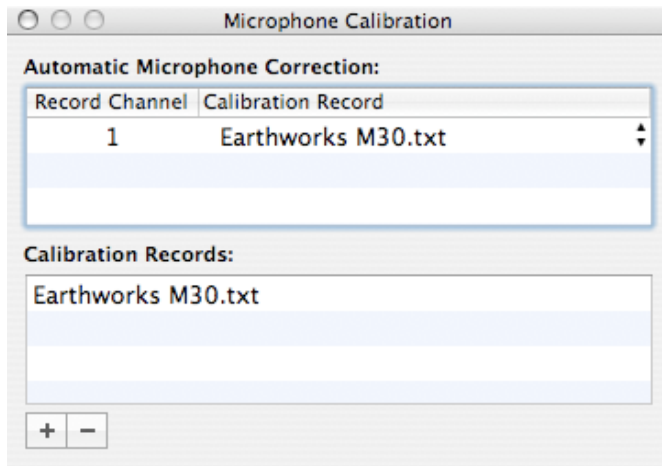 Microphone Calibration
Automatic Microphone Correction:
Record Channel Calibration Record
1 Earthworks M30.txt
Calibration Records:
Earthworks M30.txt
+ −